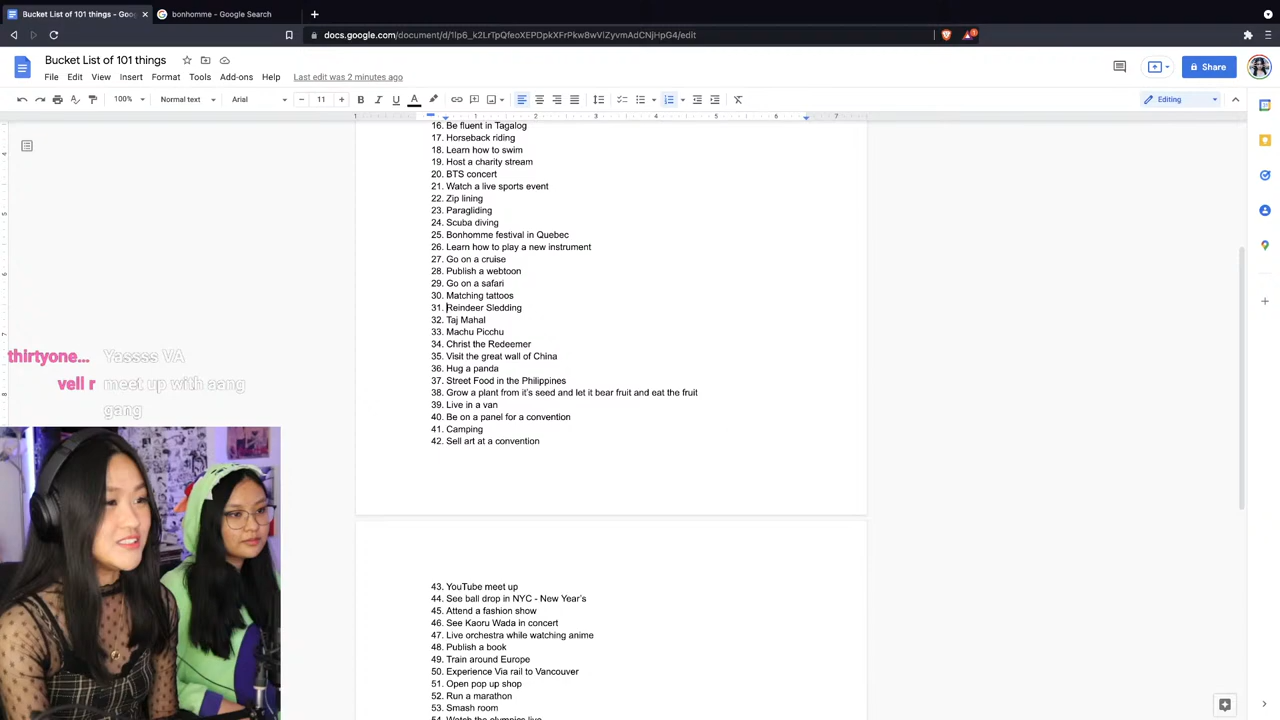 Bucket List of 101 things - Goo
bonhomme - Google Search
docs.google.com/document/d/1lp6_k2LrTpQfeoXEPDpkXFrPkw8wVlZyvmAdCNjHpG4/edit
Bucket List of 101 things
File Edit View Insert Format Tools Add-ons Help Last edit was 2 minutes ago
Share
100% Normal text Arial 11 Editing
16. Be fluent in Tagalog
17. Horseback riding
18. Learn how to swim
19. Host a charity stream
20. BTS concert
21. Watch a live sports event
22. Zip lining
23. Paragliding
24. Scuba diving
25. Bonhomme festival in Quebec
26. Learn how to play a new instrument
27. Go on a cruise
28. Publish a webtoon
29. Go on a safari
30. Matching tattoos
31. Reindeer Sledding
32. Taj Mahal
33. Machu Picchu
34. Christ the Redeemer
35. Visit the great wall of China
36. Hug a panda
37. Street Food in the Philippines
38. Grow a plant from it's seed and let it bear fruit and eat the fruit
39. Live in a van
40. Be on a panel for a convention
41. Camping
42. Sell art at a convention
43. YouTube meet up
44. See ball drop in NYC - New Year's
45. Attend a fashion show
46. See Kaoru Wada in concert
47. Live orchestra while watching anime
48. Publish a book
49. Train around Europe
50. Experience Via rail to Vancouver
51. Open pop up shop
52. Run a marathon
53. Smash room
54. Watch the olympics live
thirtyone... Yassss VA
vell r meet up with aang
gang